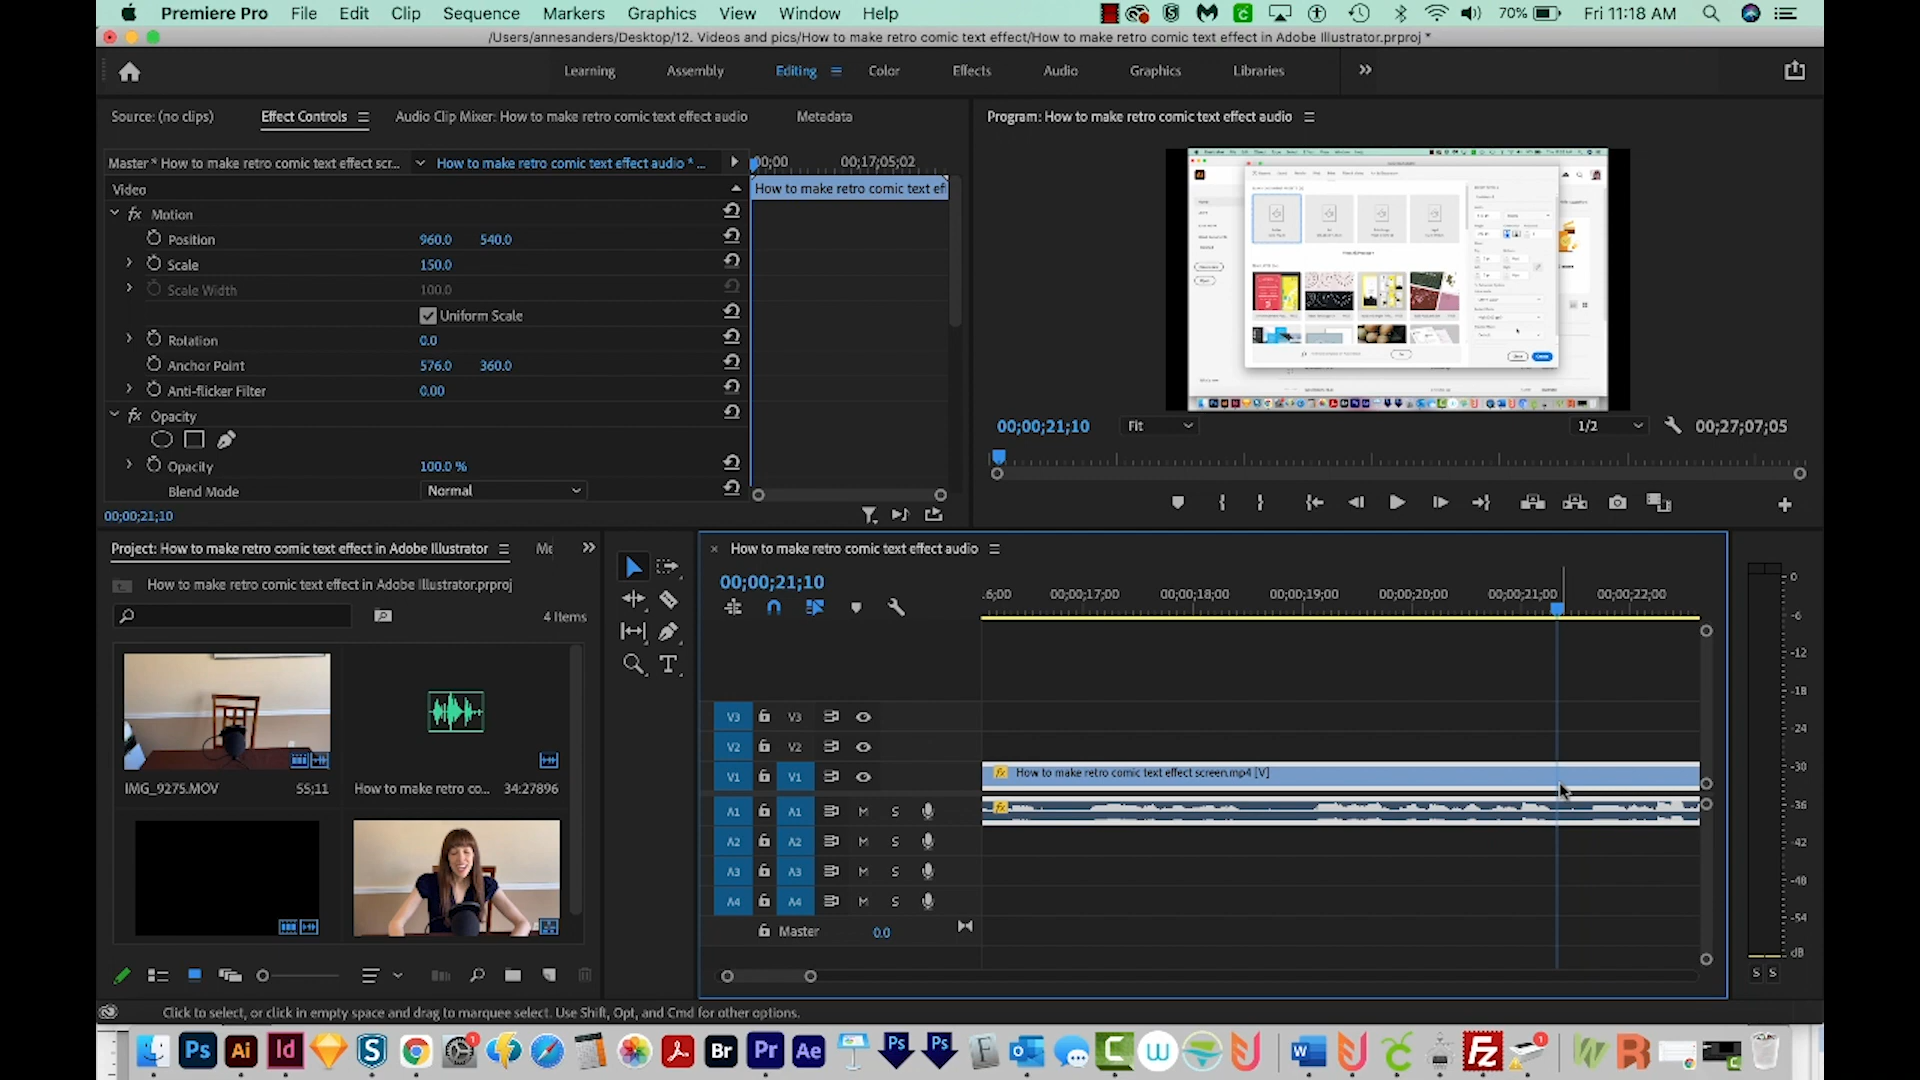 Premiere Pro File Edit Clip Sequence Markers Graphics View Window Help 70% Fri 11:18 AM
/Users/annesanders/Desktop/12. Videos and pics/How to make retro comic text effect/How to make retro comic text effect in Adobe Illustrator.prproj *
Learning Assembly Editing Color Effects Audio Graphics Libraries
Source: (no clips) Effect Controls Audio Clip Mixer: How to make retro comic text effect audio Metadata
Program: How to make retro comic text effect audio
Master * How to make retro comic text effect scr... How to make retro comic text effect audio * ... ;00;00 00;17;05;02
Video How to make retro comic text ef
Motion
Position 960.0 540.0
Scale 150.0
Scale Width 100.0
Uniform Scale
Rotation 0.0
Anchor Point 576.0 360.0
Anti-flicker Filter 0.00
Opacity
Opacity 100.0 %
Blend Mode Normal
00;00;21;10
00;00;21;10 Fit 1/2 00;27;07;05
Project: How to make retro comic text effect in Adobe Illustrator Me
How to make retro comic text effect in Adobe Illustrator.prproj
4 Items
IMG_9275.MOV 55;11 How to make retro co... 34:27896
How to make retro comic text effect audio
00;00;21;10
.6;00 00;00;17;00 00;00;18;00 00;00;19;00 00;00;20;00 00;00;21;00 00;00;22;00
V3 V3
V2 V2
V1 V1 fx How to make retro comic text effect screen.mp4 [V]
A1 A1 M S fx
A2 A2 M S
A3 A3 M S
A4 A4 M S
Master 0.0
0
-6
-12
-18
-24
-30
-36
-42
-48
-54
dB
S S
Click to select, or click in empty space and drag to marquee select. Use Shift, Opt, and Cmd for other options.
Ps Ai Id S 1 Br Pr Ae Ps Ps F W W Fz 1